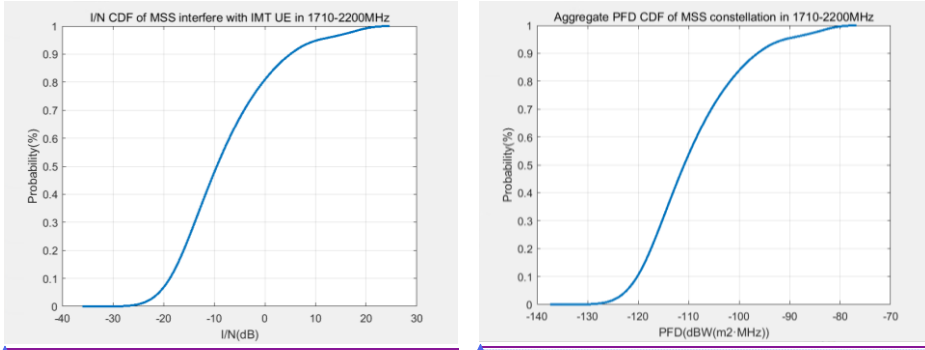 I/N CDF of MSS interfere with IMT UE in 1710-2200MHz
1
0.9
0.8
0.7
0.6
0.5
0.4
0.3
0.2
0.1
0
Probability(%)
-40 -30 -20 -10 0 10 20 30
I/N(dB)
Aggregate PFD CDF of MSS constellation in 1710-2200MHz
1
0.9
0.8
0.7
0.6
0.5
0.4
0.3
0.2
0.1
0
Probability(%)
-140 -130 -120 -110 -100 -90 -80 -70
PFD(dBW(m2·MHz))